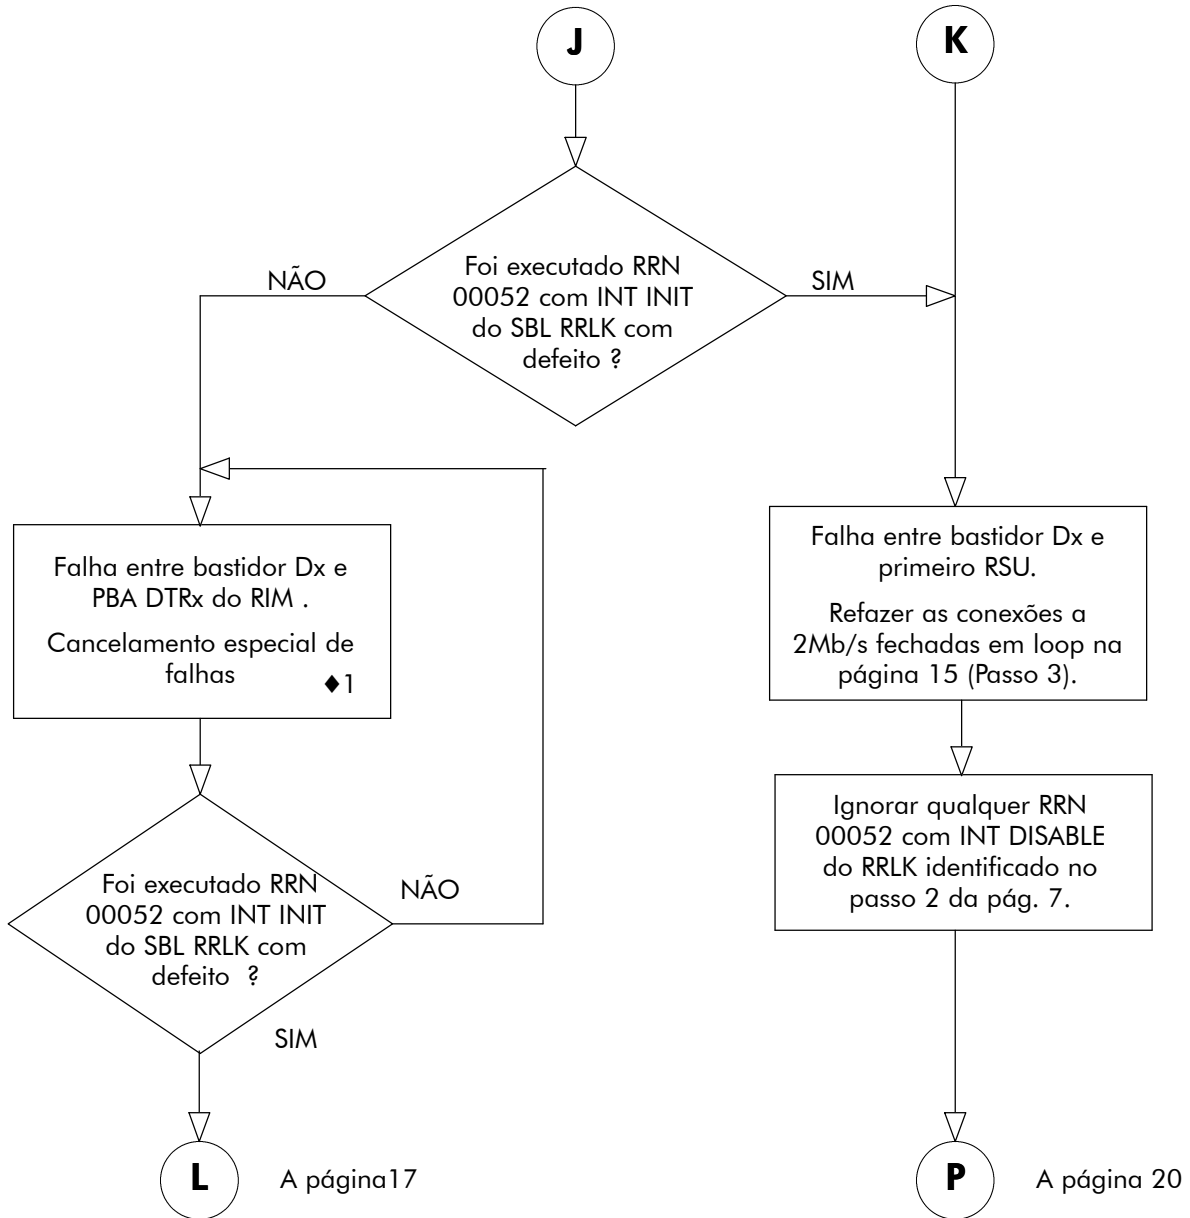 J
K
NÃO
Foi executado RRN
00052 com INT INIT
do SBL RRLK com
defeito ?
SIM
Falha entre bastidor Dx e
PBA DTRx do RIM .
Cancelamento especial de
falhas
♦1
Falha entre bastidor Dx e
primeiro RSU.
Refazer as conexões a
2Mb/s fechadas em loop na
página 15 (Passo 3).
Foi executado RRN
00052 com INT INIT
do SBL RRLK com
defeito ?
NÃO
SIM
Ignorar qualquer RRN
00052 com INT DISABLE
do RRLK identificado no
passo 2 da pág. 7.
L
A página17
P
A página 20